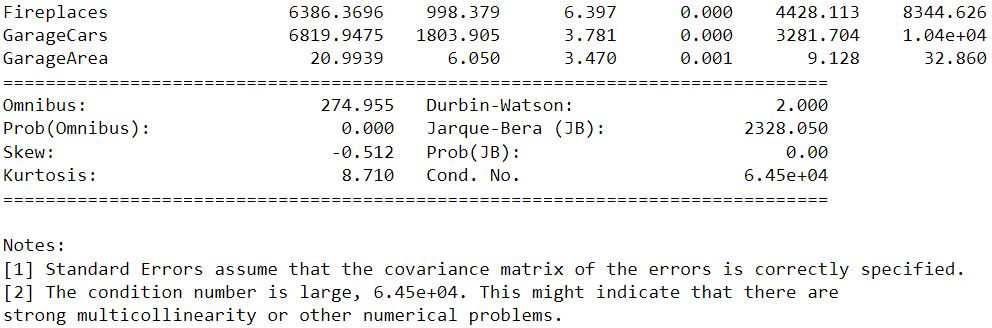 Fireplaces 6386.3696 998.379 6.397 0.000 4428.113 8344.626
GarageCars 6819.9475 1803.905 3.781 0.000 3281.704 1.04e+04
GarageArea 20.9939 6.050 3.470 0.001 9.128 32.860
==============================================================================
Omnibus: 274.955 Durbin-Watson: 2.000
Prob(Omnibus): 0.000 Jarque-Bera (JB): 2328.050
Skew: -0.512 Prob(JB): 0.00
Kurtosis: 8.710 Cond. No. 6.45e+04
==============================================================================
Notes:
[1] Standard Errors assume that the covariance matrix of the errors is correctly specified.
[2] The condition number is large, 6.45e+04. This might indicate that there are
strong multicollinearity or other numerical problems.